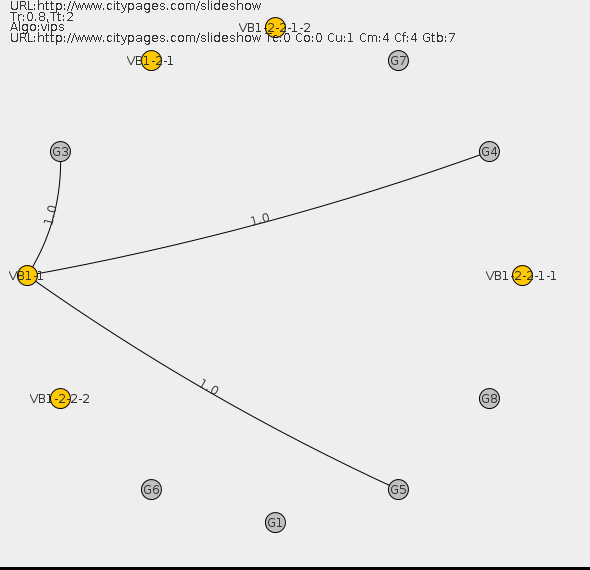 URL:http://www.citypages.com/slideshow
Tr:0.8,Tt:2
Algo:vips
URL:http://www.citypages.com/slideshow Tc:0 Co:0 Cu:1 Cm:4 Cf:4 Gtb:7
VB1-2-2-1-2
VB1-2-1
G7
G3
G4
1.0
1.0
VB1-1
VB1-2-2-1-1
1.0
VB1-2-2-2
G8
G6
G5
G1